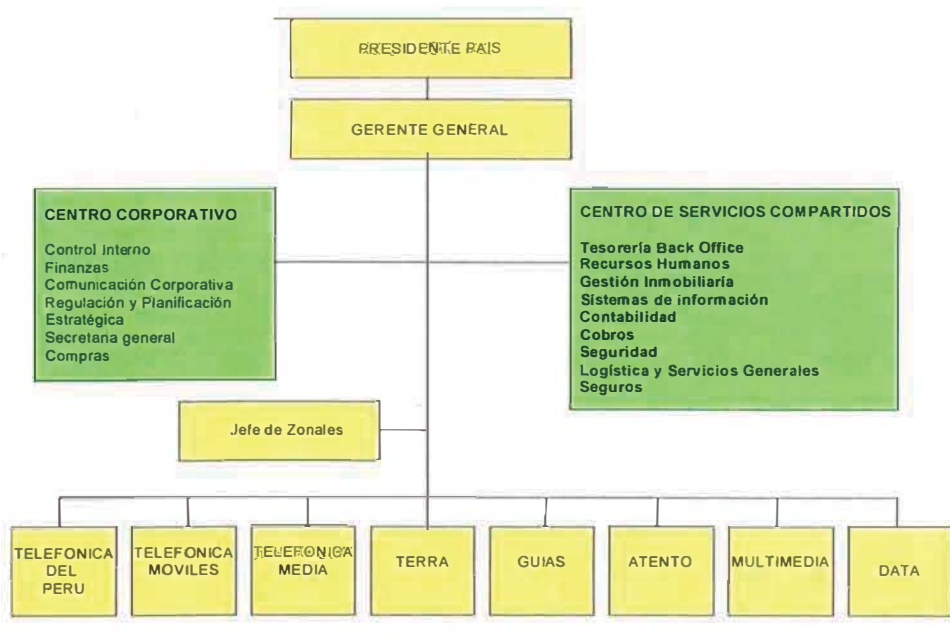 PRESIDENTE PAIS
GERENTE GENERAL
CENTRO CORPORATIVO
Control Interno
Finanzas
Comunicación Corporativa
Regulación y Planificación
Estratégica
Secretaria general
Compras
CENTRO DE SERVICIOS COMPARTIDOS
Tesorería Back Office
Recursos Humanos
Gestión Inmobiliaría
Sistemas de información
Contabilidad
Cobros
Seguridad
Logística y Servicios Generales
Seguros
Jefe de Zonales
TELEFONICA
DEL
PERU
TELEFONICA
MOVILES
TELEFONICA
MEDIA
TERRA
GUIAS
ATENTO
MULTIMEDIA
DATA